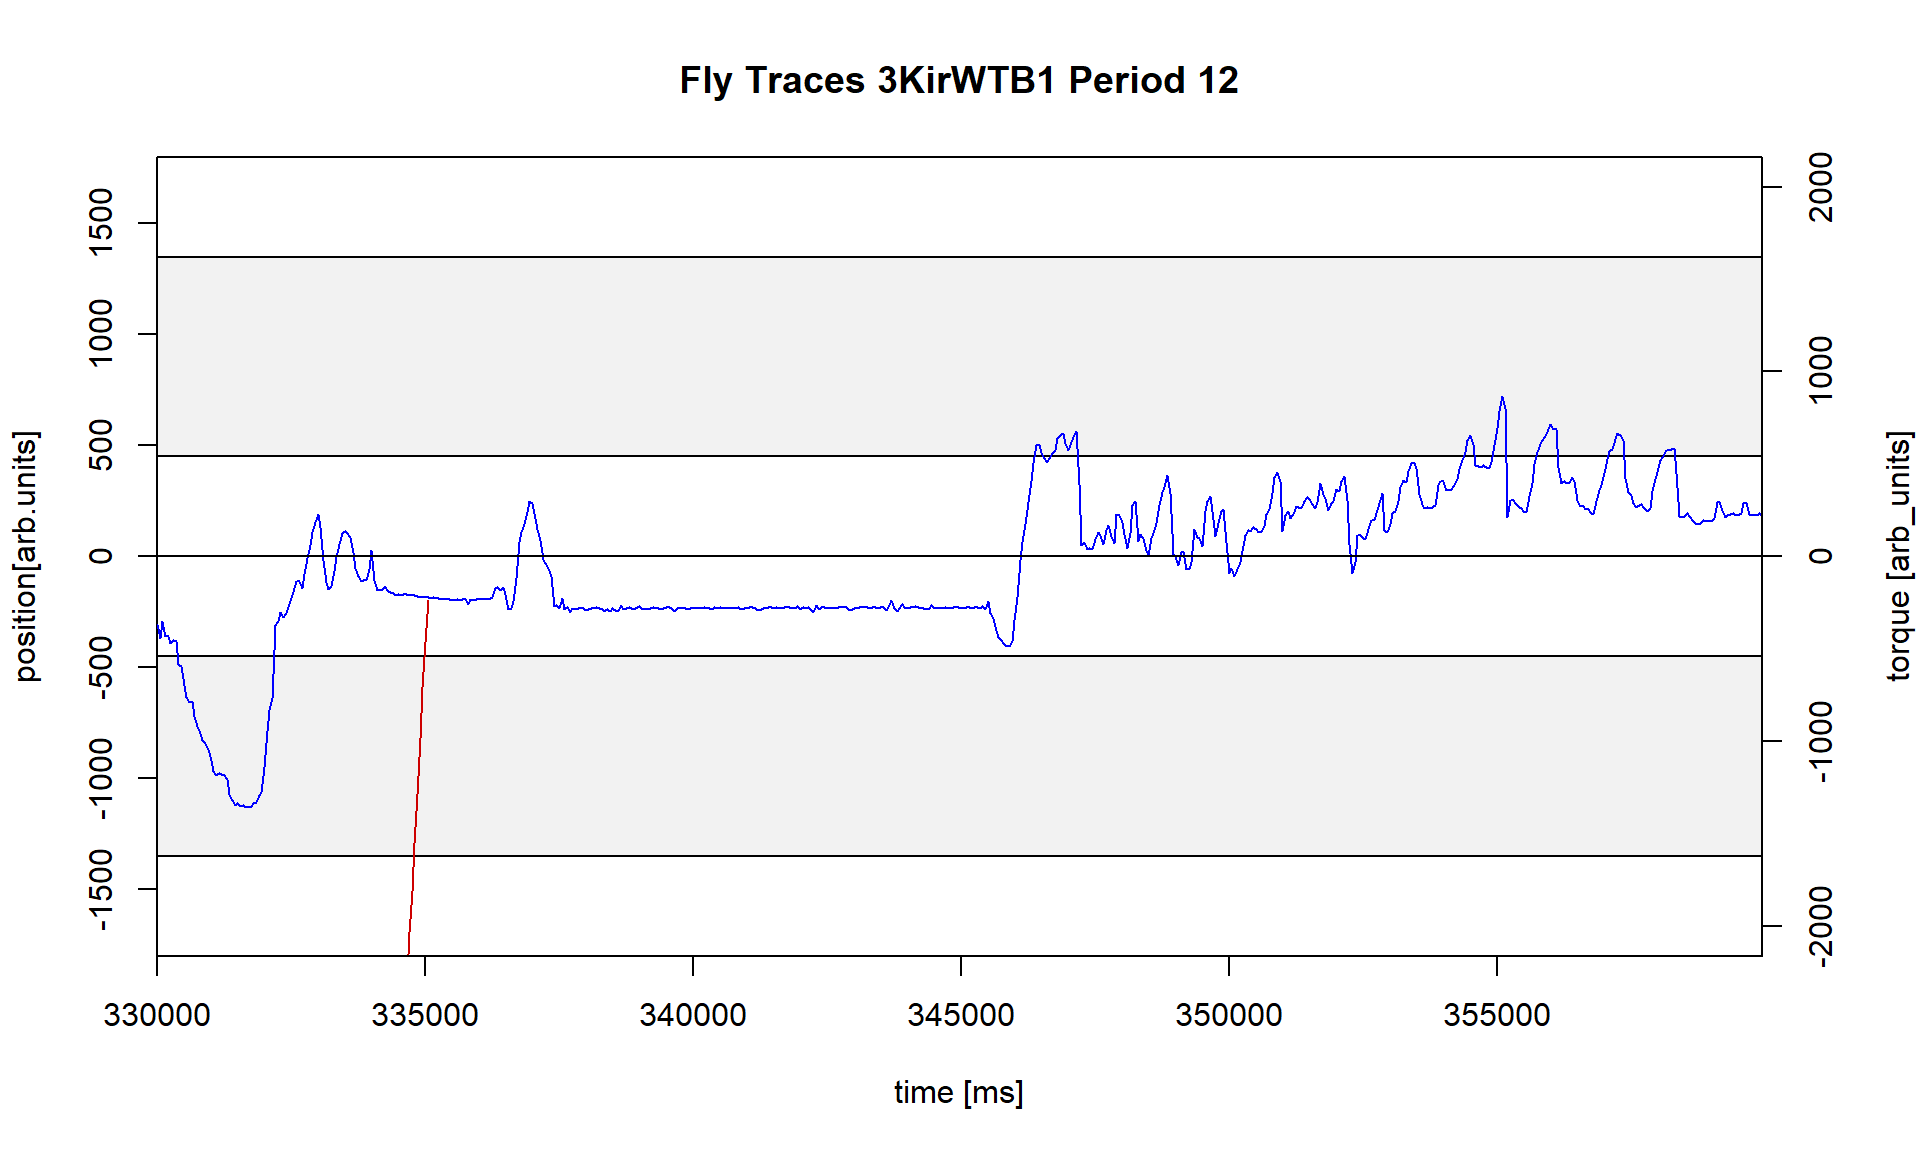 Fly Traces 3KirWTB1 Period 12
position[arb.units]
1500
1000
500
0
-500
-1000
-1500
2000
1000
0
-1000
-2000
torque [arb_units]
330000 335000 340000 345000 350000 355000
time [ms]